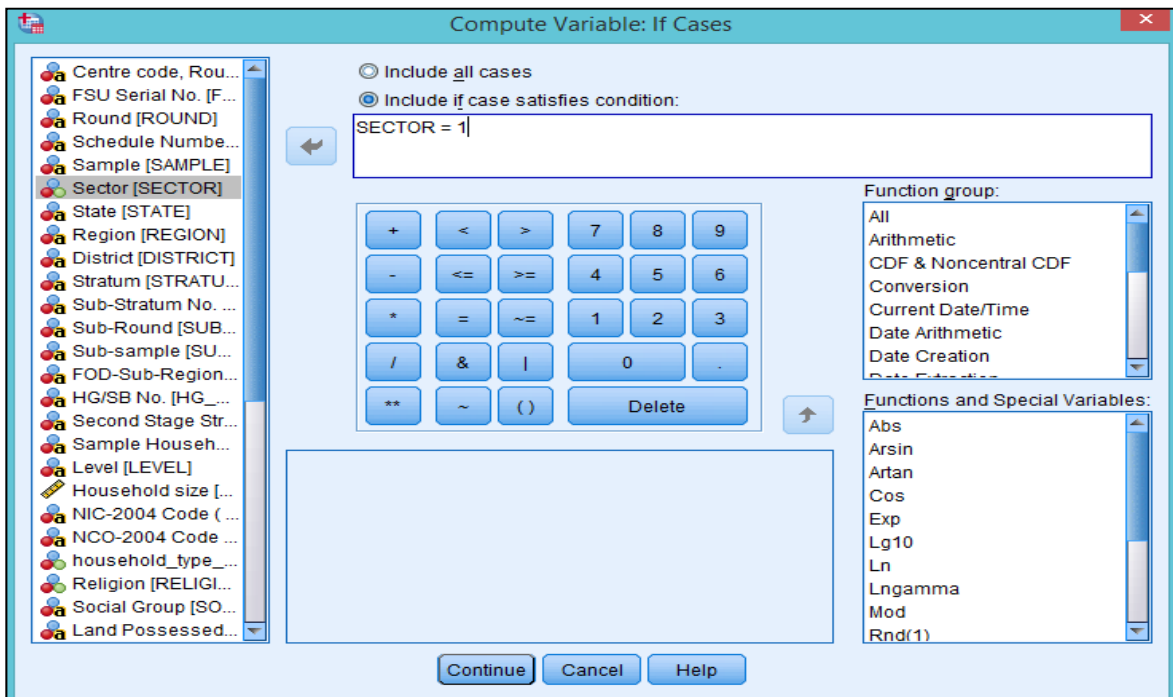 Compute Variable: If Cases
Centre code, Rou...
FSU Serial No. [F...
Round [ROUND]
Schedule Numbe...
Sample [SAMPLE]
Sector [SECTOR]
State [STATE]
Region [REGION]
District [DISTRICT]
Stratum [STRATU...
Sub-Stratum No. ...
Sub-Round [SUB...
Sub-sample [SU...
FOD-Sub-Region...
HG/SB No. [HG_...
Second Stage Str...
Sample Househ...
Level [LEVEL]
Household size [...
NIC-2004 Code ( ...
NCO-2004 Code ...
household_type_...
Religion [RELIGI...
Social Group [SO...
Land Possessed...
Include all cases
Include if case satisfies condition:
SECTOR = 1
+ < > 7 8 9
- <= >= 4 5 6
* = ~= 1 2 3
/ & | 0 .
** ~ ( ) Delete
Function group:
All
Arithmetic
CDF & Noncentral CDF
Conversion
Current Date/Time
Date Arithmetic
Date Creation
Date Extraction
Functions and Special Variables:
Abs
Arsin
Artan
Cos
Exp
Lg10
Ln
Lngamma
Mod
Rnd(1)
Continue Cancel Help